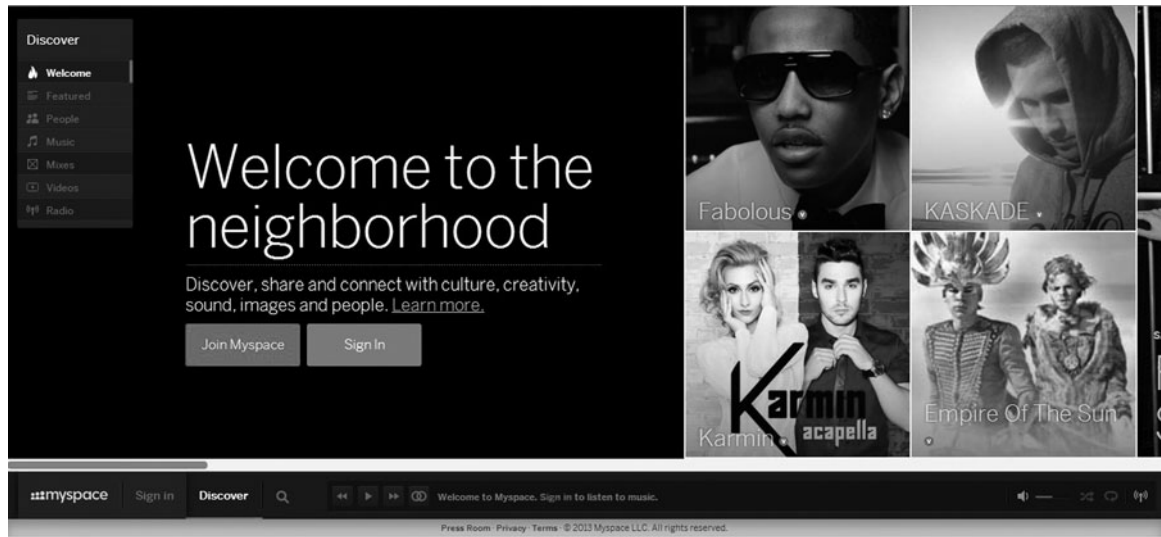 Discover
Welcome
Featured
People
Music
Mixes
Videos
Radio
Welcome to the
neighborhood
Discover, share and connect with culture, creativity,
sound, images and people. Learn more.
Join Myspace
Sign In
Fabolous
KASKADE
Karmin
acapella
Karmin
Empire Of The Sun
myspace
Sign in
Discover
Welcome to Myspace. Sign in to listen to music.
Press Room · Privacy · Terms · © 2013 Myspace LLC. All rights reserved.